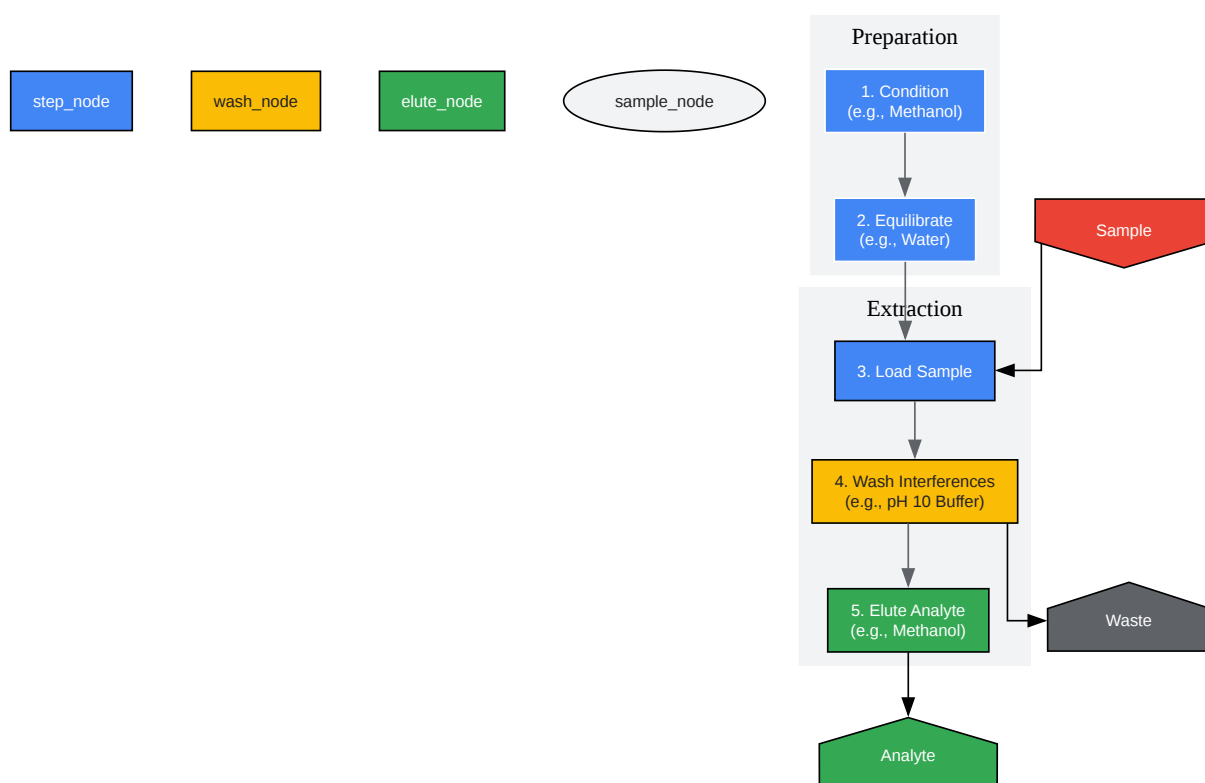 Preparation
step_node
wash_node
elute_node
sample_node
1. Condition
(e.g., Methanol)
2. Equilibrate
(e.g., Water)
Sample
Extraction
3. Load Sample
4. Wash Interferences
(e.g., pH 10 Buffer)
5. Elute Analyte
(e.g., Methanol)
Waste
Analyte